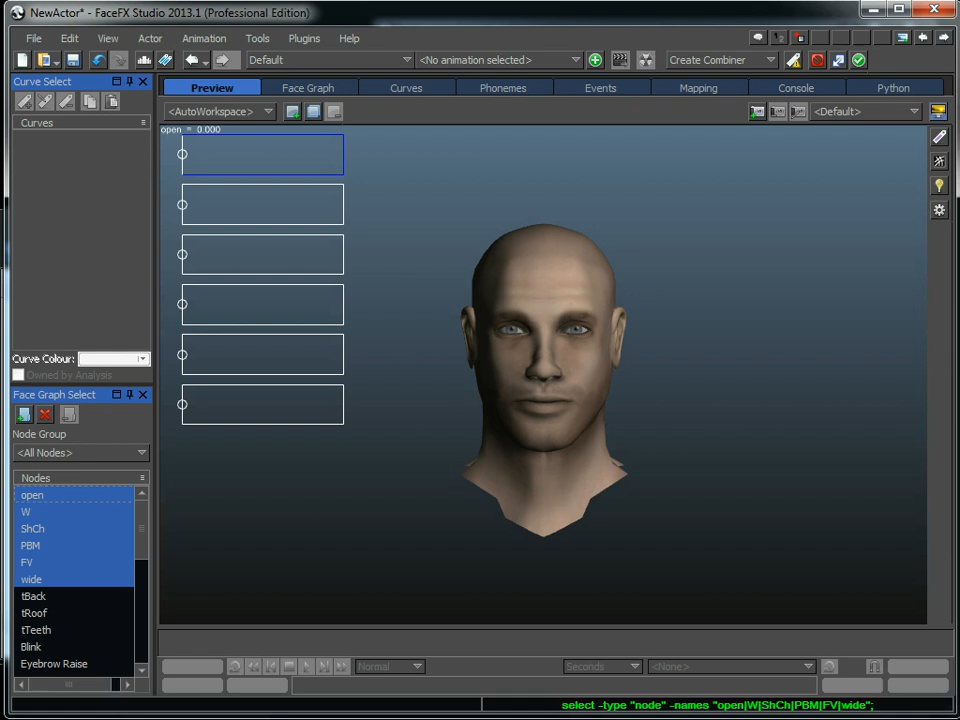 NewActor* - FaceFX Studio 2013.1 (Professional Edition)
File Edit View Actor Animation Tools Plugins Help
Default <No animation selected> Create Combiner
Curve Select
Preview Face Graph Curves Phonemes Events Mapping Console Python
<AutoWorkspace> <Default>
Curves
open = 0.000
Curve Colour:
Owned by Analysis
Face Graph Select
Node Group
<All Nodes>
Nodes
open
W
ShCh
PBM
FV
wide
tBack
tRoof
tTeeth
Blink
Eyebrow Raise
Normal Seconds <None>
select -type "node" -names "open|W|ShCh|PBM|FV|wide";